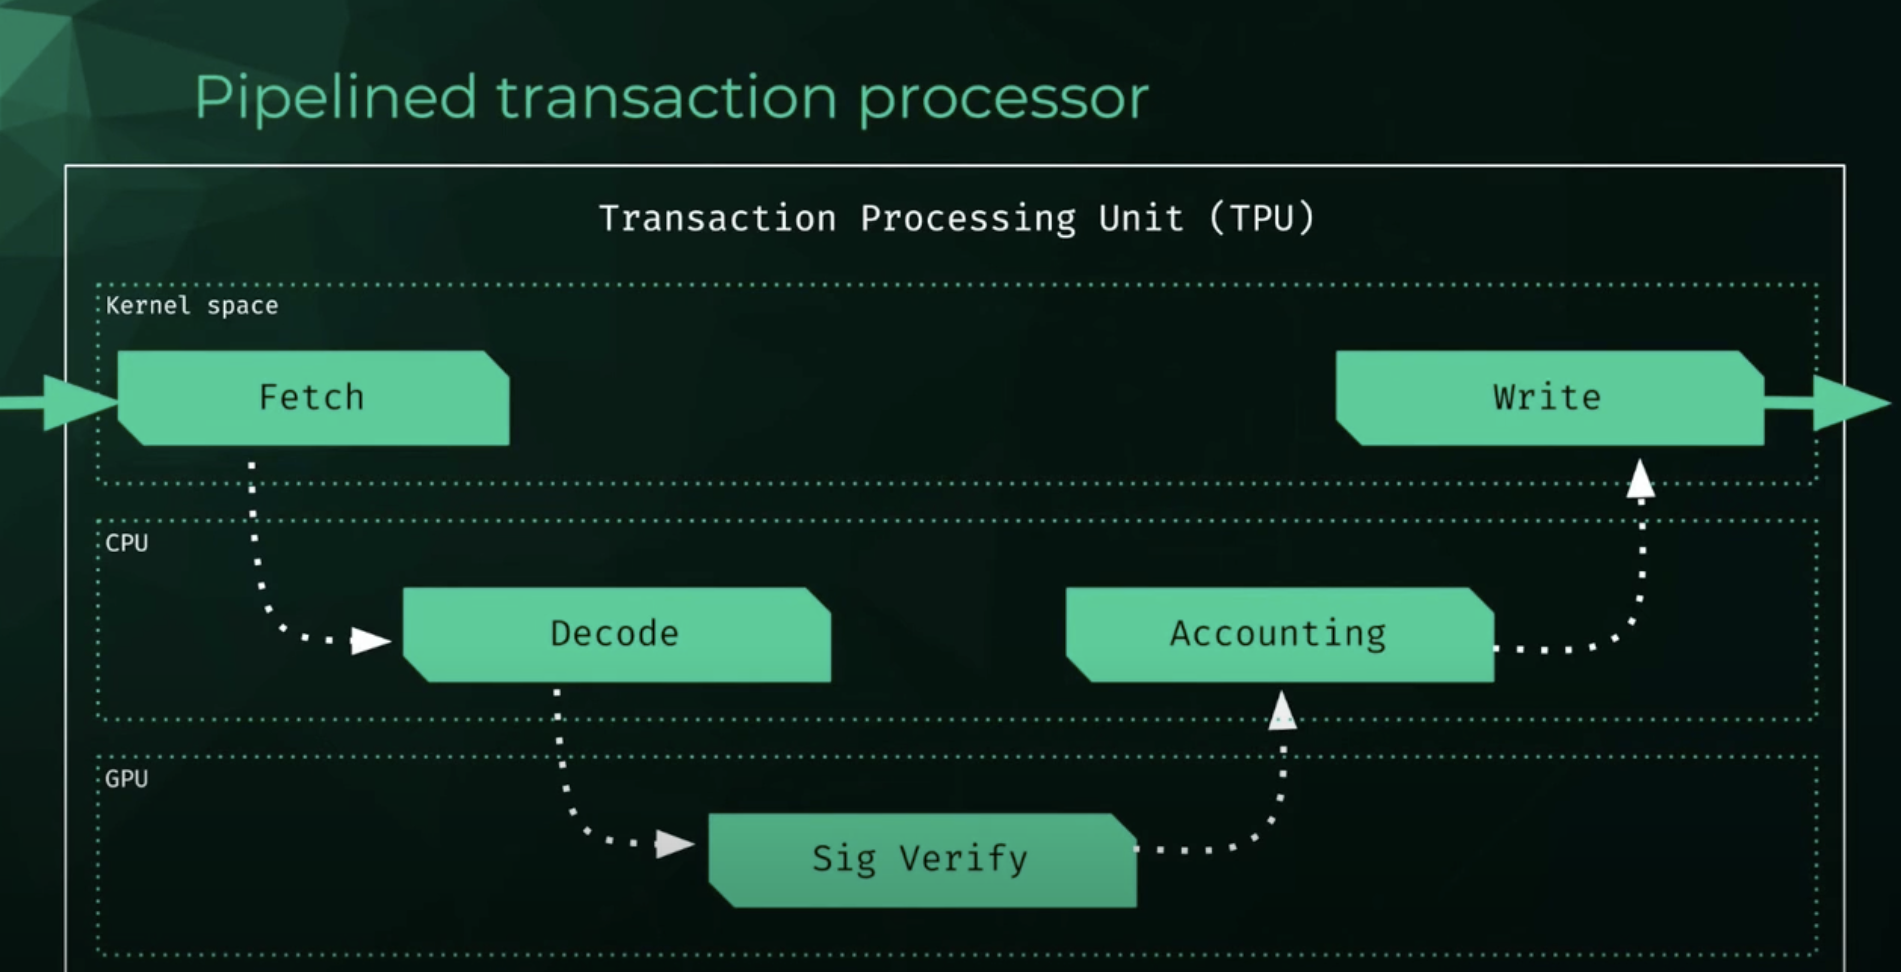 Pipelined transaction processor
Transaction Processing Unit (TPU)
Kernel space
Fetch
Write
CPU
Decode
Accounting
GPU
Sig Verify